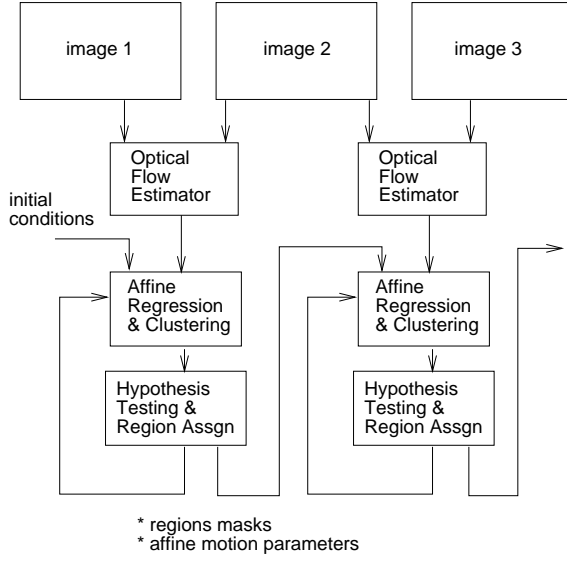 image 1
image 2
image 3
Optical
Flow
Estimator
Optical
Flow
Estimator
initial
conditions
Affine
Regression
& Clustering
Affine
Regression
& Clustering
Hypothesis
Testing &
Region Assgn
Hypothesis
Testing &
Region Assgn
* regions masks
* affine motion parameters